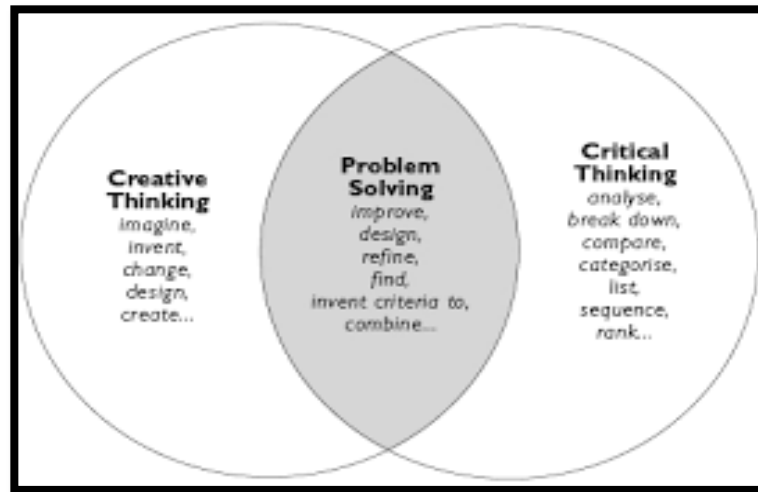 Creative
Thinking
imagine,
invent,
change,
design,
create...
Problem
Solving
improve,
design,
refine,
find,
invent criteria to,
combine...
Critical
Thinking
analyse,
break down,
compare,
categorise,
list,
sequence,
rank...